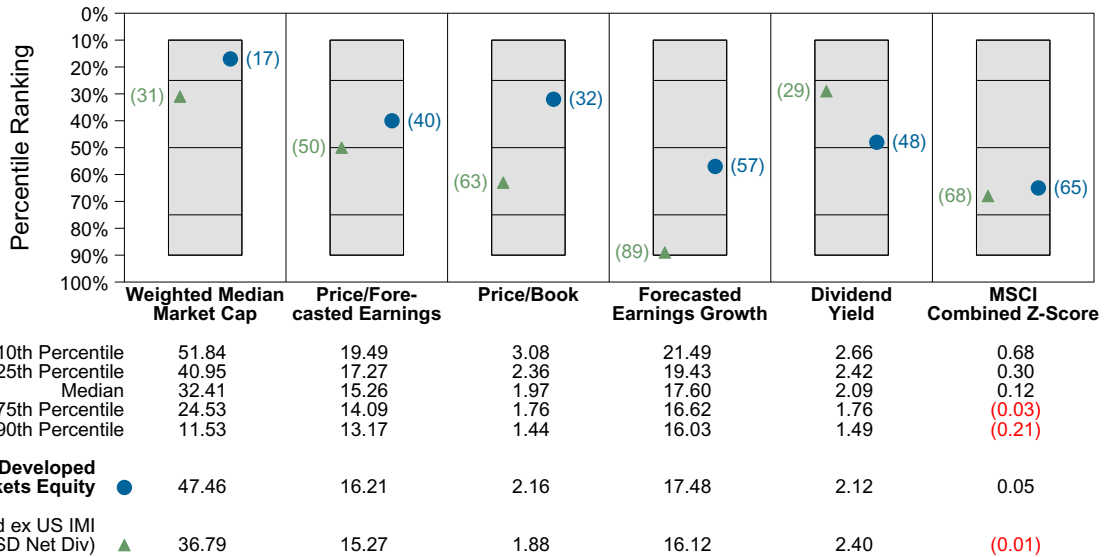 0%
10%
20%
30%
40%
50%
60%
70%
80%
90%
100%
Percentile Ranking
(17)
(31)
(40)
(50)
(32)
(63)
(57)
(89)
(29)
(48)
(68)
(65)
Weighted Median Market Cap
Price/Fore-casted Earnings
Price/Book
Forecasted Earnings Growth
Dividend Yield
MSCI Combined Z-Score
10th Percentile 51.84 19.49 3.08 21.49 2.66 0.68
25th Percentile 40.95 17.27 2.36 19.43 2.42 0.30
Median 32.41 15.26 1.97 17.60 2.09 0.12
75th Percentile 24.53 14.09 1.76 16.62 1.76 (0.03)
90th Percentile 11.53 13.17 1.44 16.03 1.49 (0.21)
Developed
Equity 47.46 16.21 2.16 17.48 2.12 0.05
ex US IMI
Net Div) 36.79 15.27 1.88 16.12 2.40 (0.01)